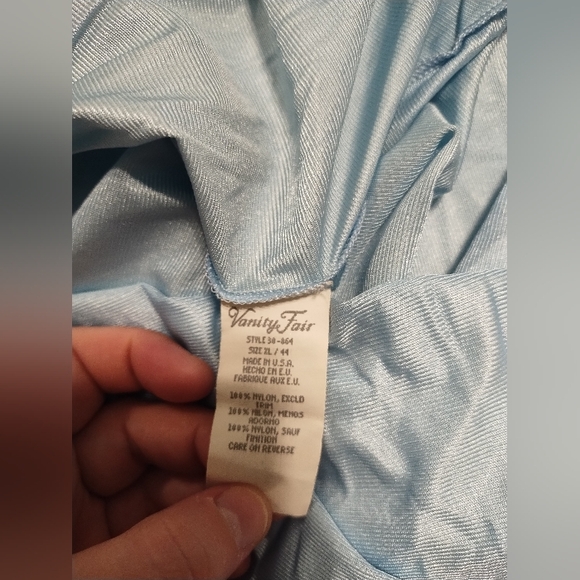 Vanity Fair
STYLE 30-864
SIZE XL / 44
MADE IN U.S.A.
HECHO EN E.U.
FABRIQUE AUX E.U.
100% NYLON, EXCLD
TRIM
100% NILON, MENOS
ADORNO
100% NYLON, SAUF
FINITION
CARE ON REVERSE